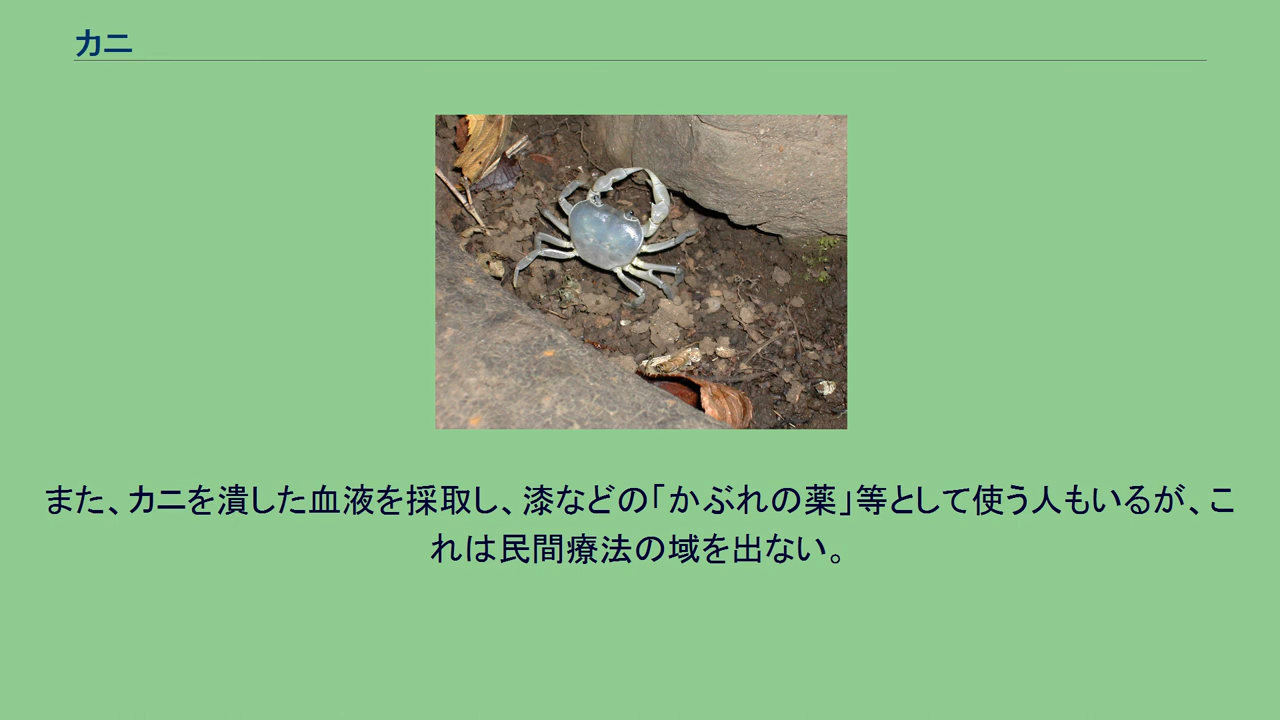 カニ
また、カニを潰した血液を採取し、漆などの「かぶれの薬」等として使う人もいるが、こ
れは民間療法の域を出ない。